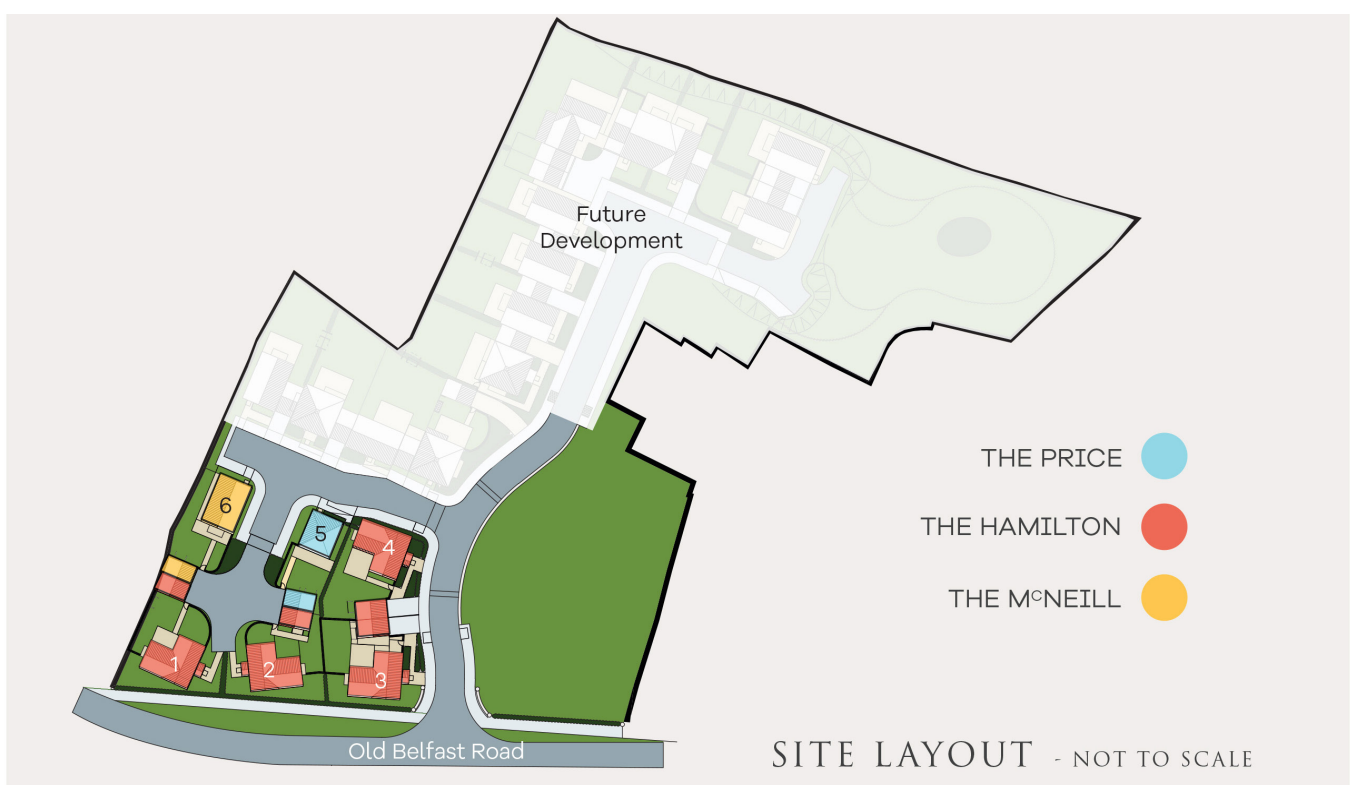 Future
Development
THE PRICE
THE HAMILTON
THE MᶜNEILL
6
5
4
1
2
3
Old Belfast Road
SITE LAYOUT - NOT TO SCALE